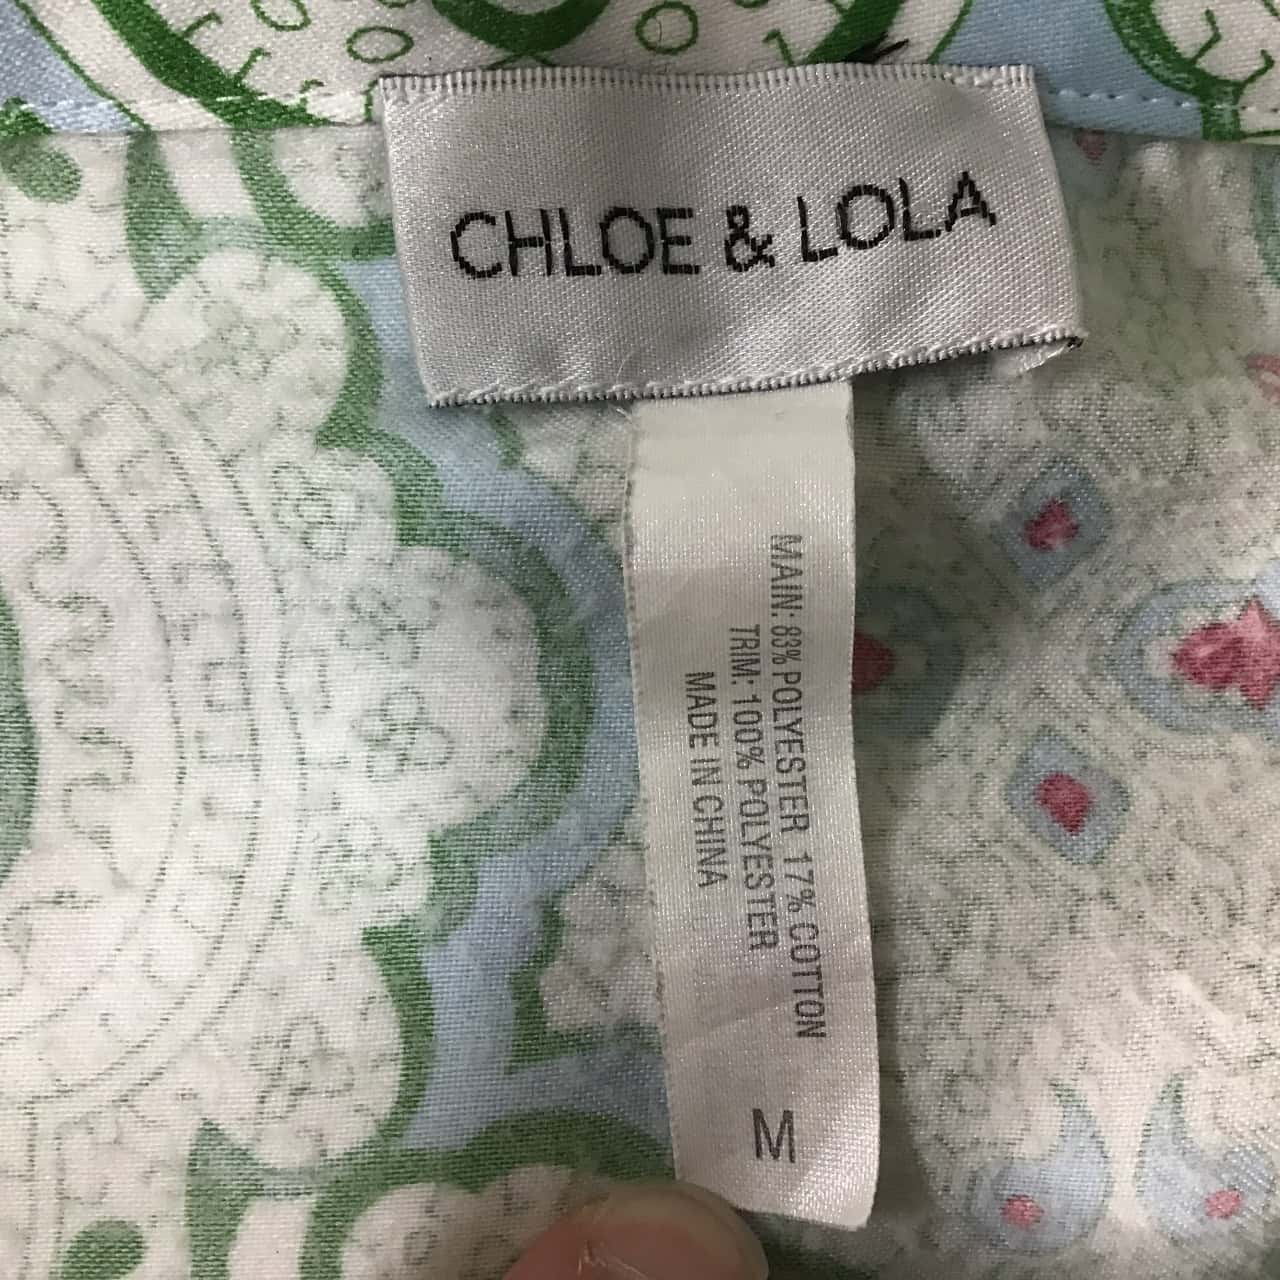 CHLOE & LOLA
MAIN: 83% POLYESTER 17% COTTON
TRIM: 100% POLYESTER
MADE IN CHINA
M